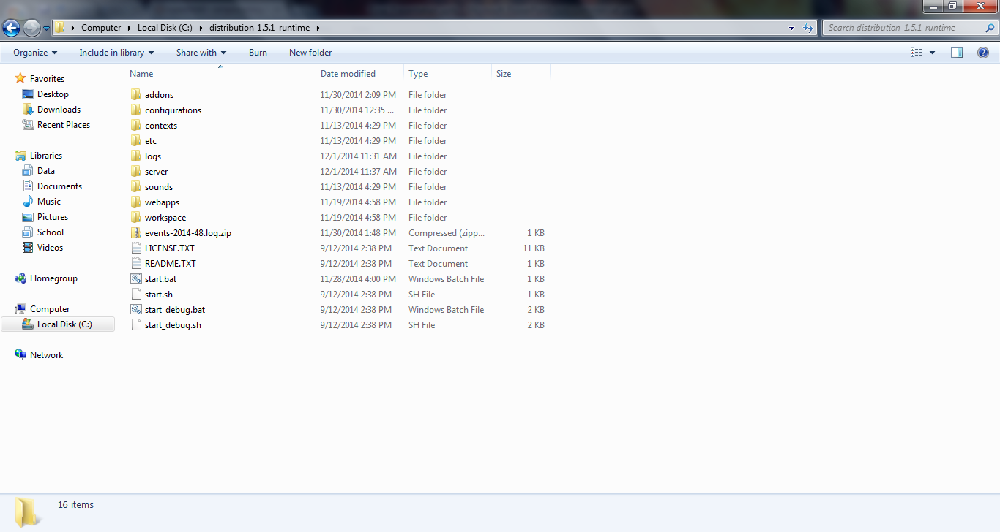 Computer Local Disk (C:) distribution-1.5.1-runtime Search distribution-1.5.1-runtime
Organize Include in library Share with Burn New folder
Favorites
Desktop
Downloads
Recent Places
Libraries
Data
Documents
Music
Pictures
School
Videos
Homegroup
Computer
Local Disk (C:)
Network
Name Date modified Type Size
addons 11/30/2014 2:09 PM File folder
configurations 11/30/2014 12:35 ... File folder
contexts 11/13/2014 4:29 PM File folder
etc 11/13/2014 4:29 PM File folder
logs 12/1/2014 11:31 AM File folder
server 12/1/2014 11:37 AM File folder
sounds 11/13/2014 4:29 PM File folder
webapps 11/19/2014 4:58 PM File folder
workspace 11/19/2014 4:58 PM File folder
events-2014-48.log.zip 11/30/2014 1:48 PM Compressed (zipp... 1 KB
LICENSE.TXT 9/12/2014 2:38 PM Text Document 11 KB
README.TXT 9/12/2014 2:38 PM Text Document 1 KB
start.bat 11/28/2014 4:00 PM Windows Batch File 1 KB
start.sh 9/12/2014 2:38 PM SH File 1 KB
start_debug.bat 9/12/2014 2:38 PM Windows Batch File 2 KB
start_debug.sh 9/12/2014 2:38 PM SH File 2 KB
16 items